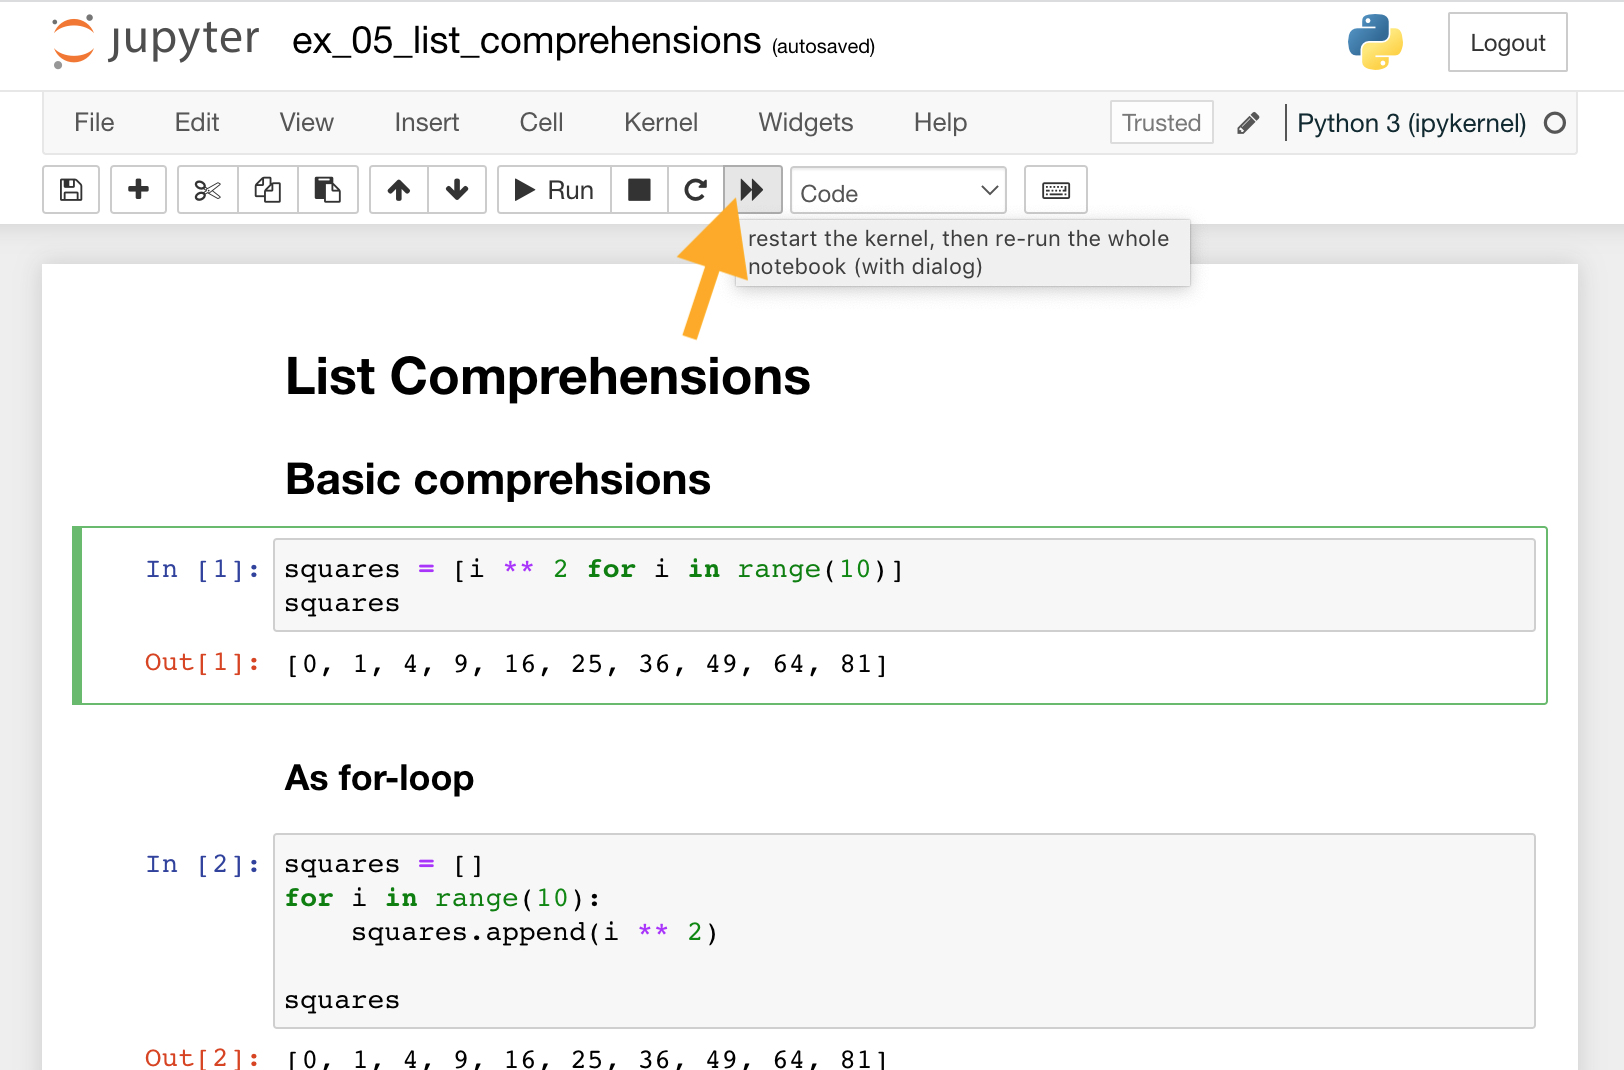 jupyter ex_05_list_comprehensions (autosaved) Logout
File Edit View Insert Cell Kernel Widgets Help Trusted Python 3 (ipykernel)
Run Code
restart the kernel, then re-run the whole
notebook (with dialog)
List Comprehensions
Basic comprehsions
In [1]: squares = [i ** 2 for i in range(10)]
squares
Out[1]: [0, 1, 4, 9, 16, 25, 36, 49, 64, 81]
As for-loop
In [2]: squares = []
for i in range(10):
    squares.append(i ** 2)
squares
Out[2]: [0, 1, 4, 9, 16, 25, 36, 49, 64, 81]